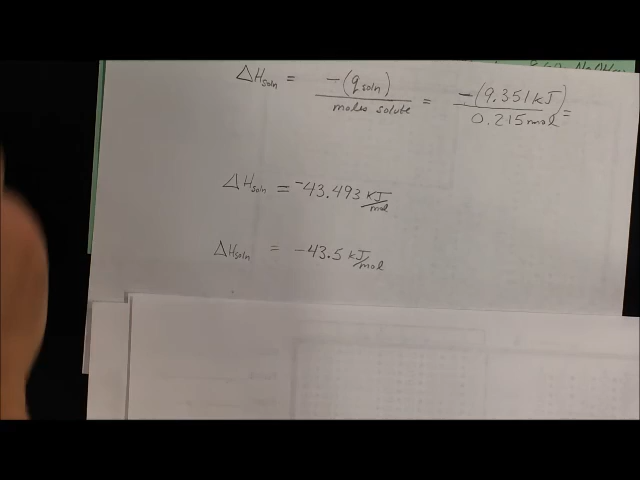 ΔHsoln = -(qsoln) / moles solute = -(9.351 kJ) / 0.215 mol =
ΔHsoln = -43.493 kJ/mol
ΔHsoln = -43.5 kJ/mol